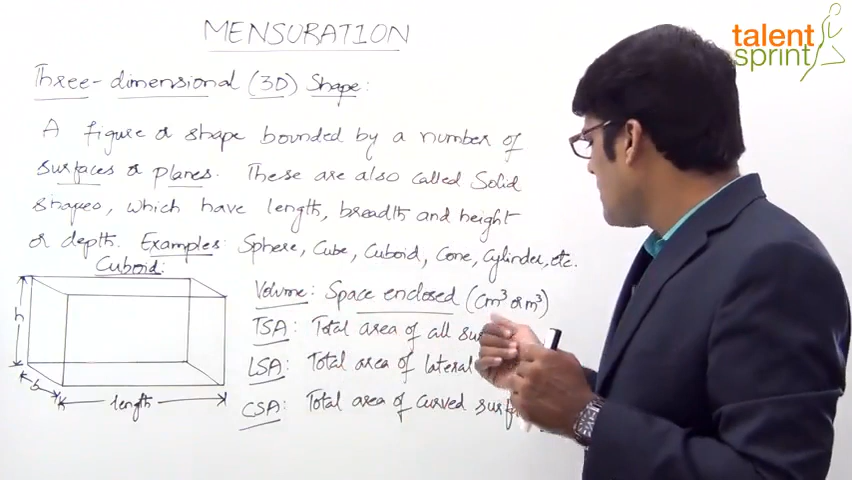 MENSURATION
talent
sprint
Three-dimensional (3D) Shape:
A figure or shape bounded by a number of
surfaces or planes. These are also called Solid
shapes, which have length, breadth and height
or depth. Examples: Sphere, Cube, Cuboid, Cone, Cylinder, etc.
Cuboid:
h
b
length
Volume: Space enclosed (cm³ or m³)
TSA: Total area of all
LSA: Total area of lateral
CSA: Total area of curved